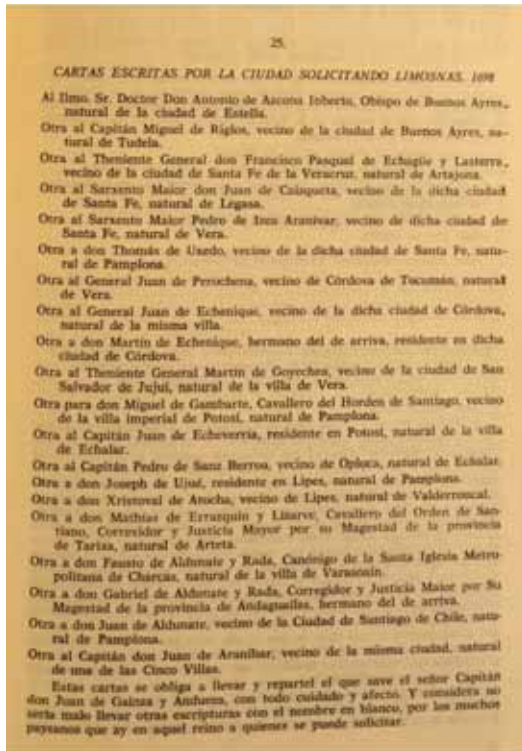 25.
CARTAS ESCRITAS POR LA CIUDAD SOLICITANDO LIMOSNAS. 1698
Al Ilmo. Sr. Doctor Don Antonio de Azcona Imberto, Obispo de Buenos Ayres,
natural de la ciudad de Estella.
Otra al Capitán Miguel de Riglos, vecino de la ciudad de Buenos Ayres, na-
tural de Tudela.
Otra al Theniente General don Francisco Pasqual de Echagüe y Lasterra,
vecino de la ciudad de Santa Fe de la Veracruz, natural de Artajona.
Otra al Sarxento Maior don Juan de vecino de la dicha ciudad
de Santa Fe, natural de Legasa.
Otra al Sarxento Maior Pedro de Izea Aranivar, vecino de dicha ciudad de
Santa Fe, natural de Vera.
Otra a don Thomás de Uxedo, vecino de la dicha ciudad de Santa Fe, natu-
ral de Pamplona.
Otra al General Juan de Perochena, vecino de Córdova de Tucumán, natural
de Vera.
Otra al General Juan de Echenique, vecino de la dicha ciudad de Córdova,
natural de la misma villa.
Otra a don Martín de Echenique, hermano del de arriva, residente en dicha
ciudad de Córdova.
Otra al Theniente General Martín de Goyechea, vecino de la ciudad de San
Salvador de Jujui, natural de la villa de Vera.
Otra para don Miguel de Gambarte, Cavallero del Horden de Santiago, vecino
de la villa imperial de Potosí, natural de Pamplona.
Otra al Capitán Juan de Echeverría, residente en Potosí, natural de la villa
de Echalar.
Otra al Capitán Pedro de Sanz Berroa, vecino de Oploca, natural de Echalar.
Otra a don Joseph de Ujué, residente en Lipes, natural de Pamplona.
Otra a don Xristoval de Arocha, vecino de Lipes, natural de Valderroncal.
Otra a don Mathías de Errazquin y Lizarve, Cavallero del Orden de San-
tiago, Correvidor y Justicia Mayor por su Magestad de la provincia
de Tarixa, natural de Arteta.
Otra a don Fausto de Aldunate y Rada, Canónigo de la Santa Iglesia Metro-
politana de Charcas, natural de la villa de Varasoain.
Otra a don Gabriel de Aldunate y Rada, Corregidor y Justicia Maior por Su
Magestad de la provincia de Andaguailas, hermano del de arriva.
Otra a don Juan de Aldunate, vecino de la Ciudad de Santiago de Chile, natu-
ral de Pamplona.
Otra al Capitán don Juan de Aranibar, vecino de la misma ciudad, natural
de una de las Cinco Villas.
Estas cartas se obliga a llevar y repartel el que save el señor Capitán
don Juan de Gainza y Andueza, con todo cuidado y afecto. Y considera no
sería malo llevar otras escripturas con el nombre en blanco, por los muchos
paysanos que ay en aquel reino a quienes se puede solicitar.